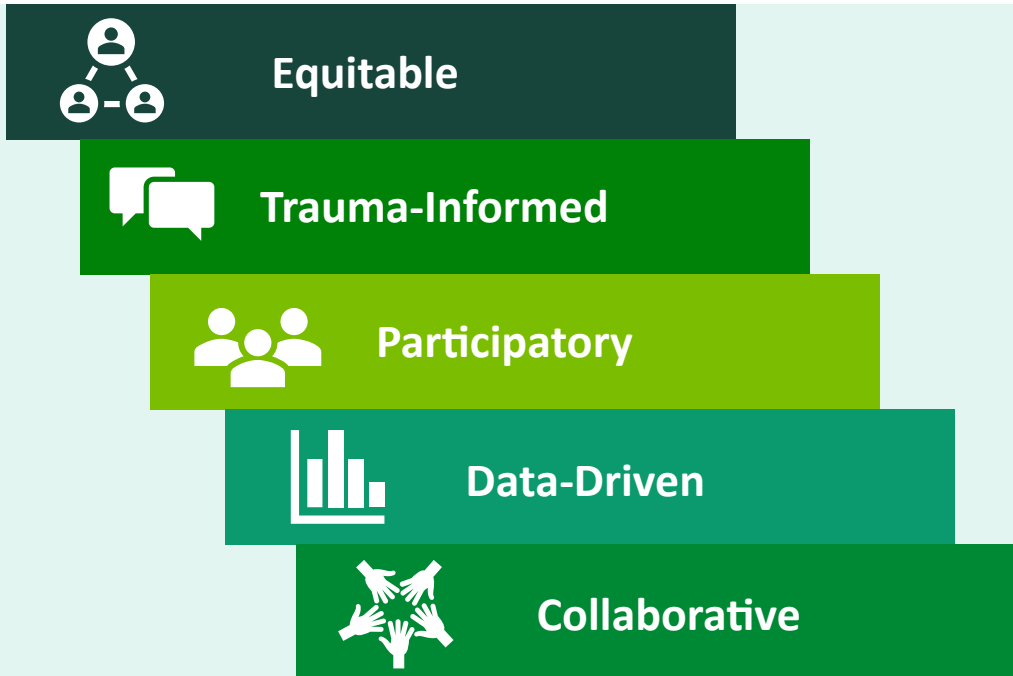 Equitable
Trauma-Informed
Participatory
Data-Driven
Collaborative